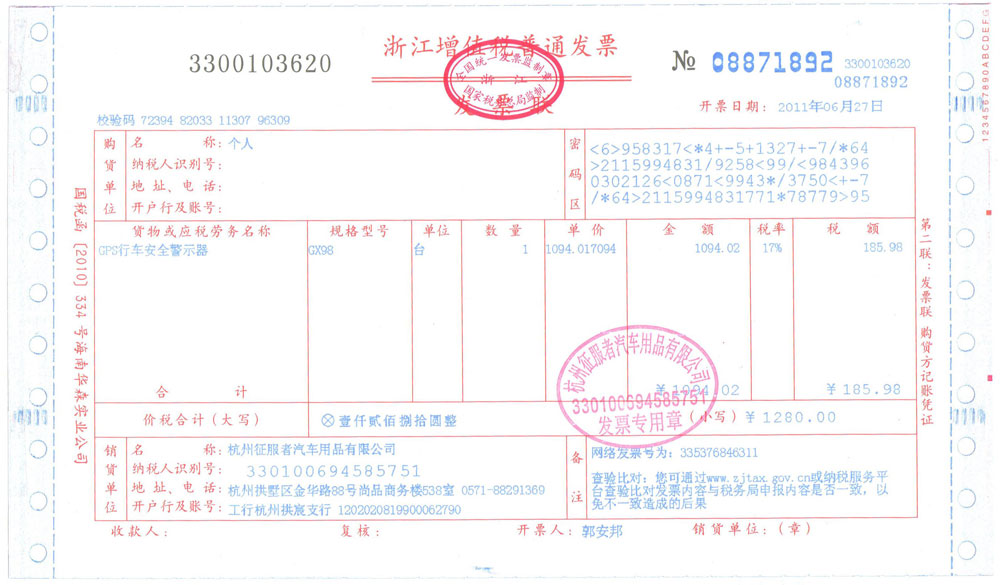 3300103620
浙江增值税普通发票
全国统一发票监制章
浙江
国家税务总局监制
发票联
№ 08871892
3300103620
08871892
开票日期: 2011年06月27日
校验码 72394 82033 11307 96309
购货单位
名称: 个人
纳税人识别号:
地址、电话:
开户行及账号:
密码区
<6>958317<*4+-5+1327+-7/*64
>2115994831/9258<99/<984396
0302126<0871<9943*/3750<+-7
/*64>2115994831771*78779>95
货物或应税劳务名称 规格型号 单位 数量 单价 金额 税率 税额
GPS行车安全警示器 GX98 台 1 1094.017094 1094.02 17% 185.98
合计 ￥1094.02 ￥185.98
价税合计（大写） ⊗壹仟贰佰捌拾圆整 (小写) ￥1280.00
杭州征服者汽车用品有限公司
330100694585751
发票专用章
销货单位
名称: 杭州征服者汽车用品有限公司
纳税人识别号: 330100694585751
地址、电话: 杭州拱墅区金华路88号尚品商务楼538室 0571-88291369
开户行及账号: 工行杭州拱宸支行 1202020819900062790
备注
网络发票号为: 335376846311
查验比对: 您可通过www.zjtax.gov.cn或纳税服务平
台查验比对发票内容与税务局申报内容是否一致, 以
免不一致造成的后果
收款人: 复核: 开票人: 郭安邦 销货单位: (章)
国税函 [2010] 334 号海南华森实业公司
第二联: 发票联 购货方记账凭证
1234567890ABCDEFG